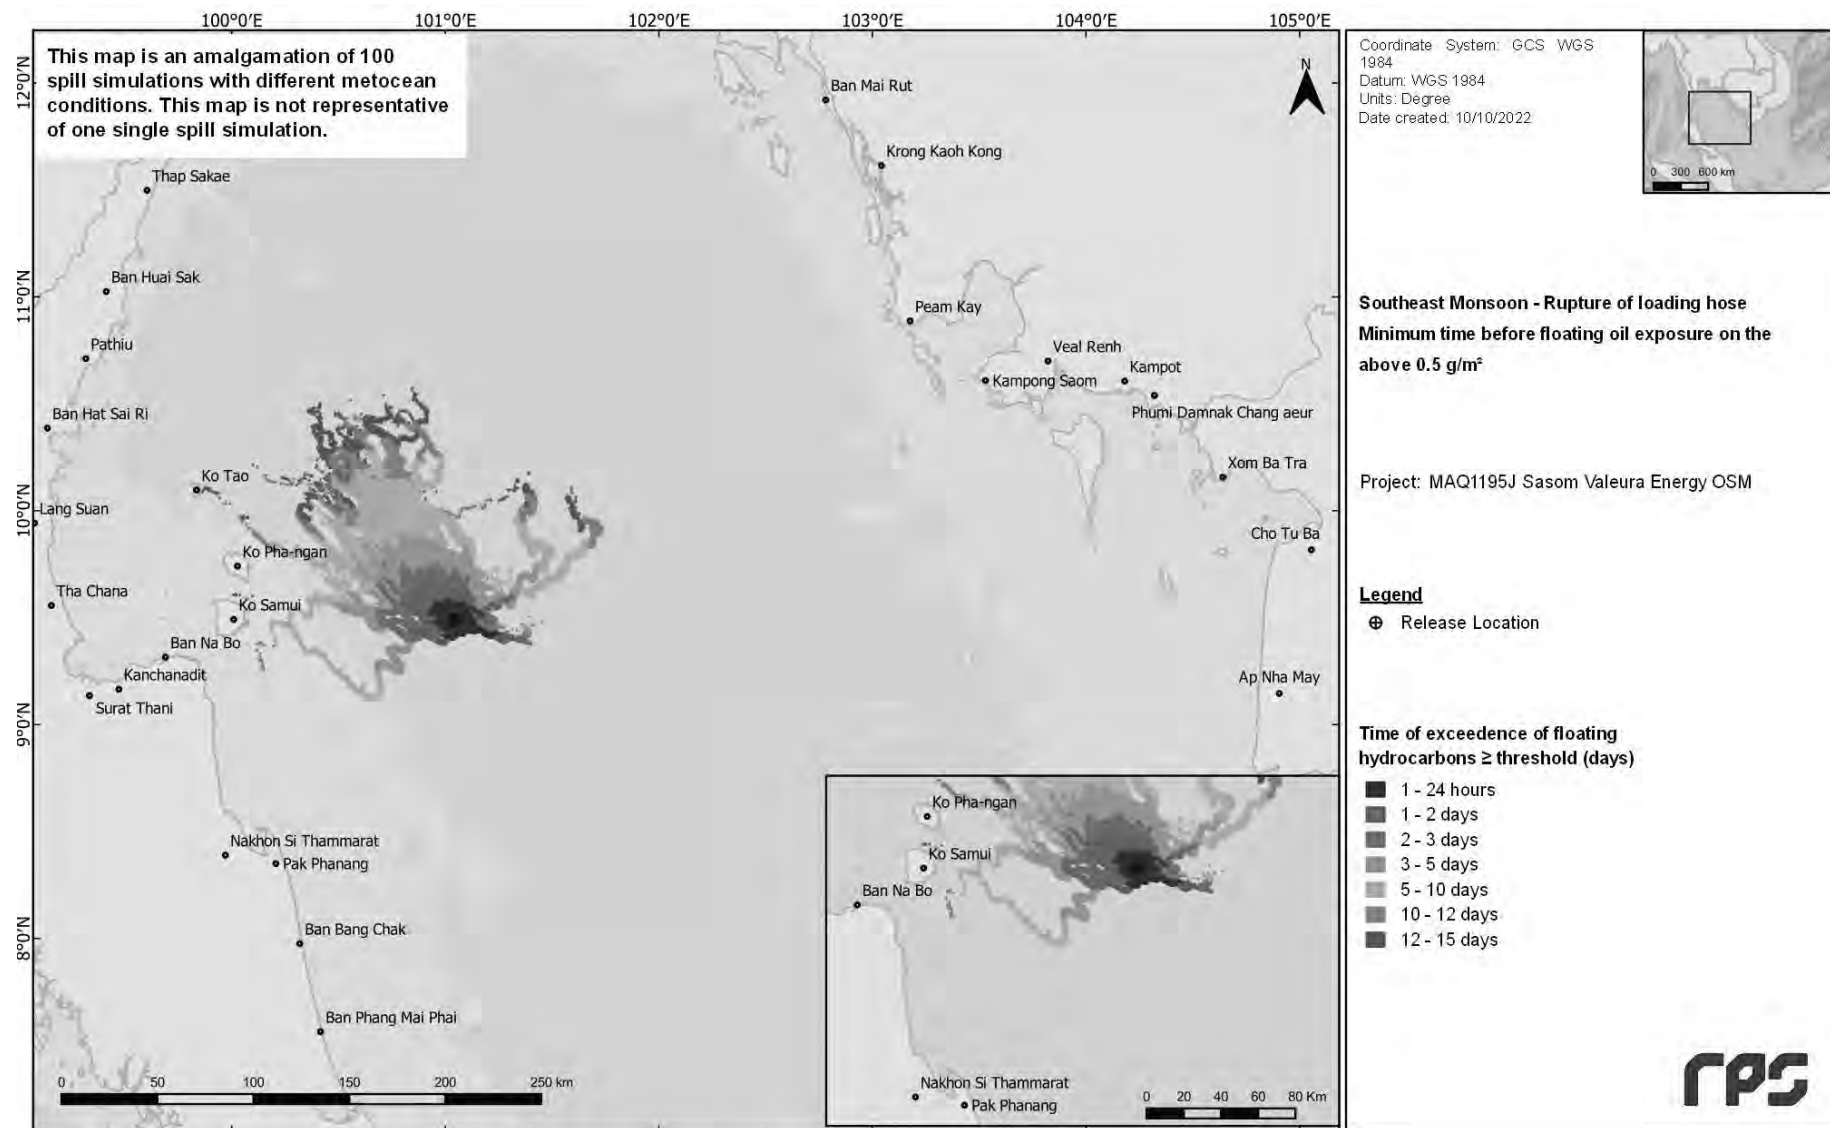 100°0'E
101°0'E
102°0'E
103°0'E
104°0'E
105°0'E
12°0'N
11°0'N
10°0'N
9°0'N
8°0'N
This map is an amalgamation of 100
spill simulations with different metocean
conditions. This map is not representative
of one single spill simulation.
N
Ban Mai Rut
Krong Kaoh Kong
Thap Sakae
Ban Huai Sak
Peam Kay
Pathiu
Veal Renh
Kampot
Kampong Saom
Phumi Damnak Chang aeur
Ban Hat Sai Ri
Xom Ba Tra
Ko Tao
Lang Suan
Cho Tu Ba
Ko Pha-ngan
Tha Chana
Ko Samui
Ban Na Bo
Kanchanadit
Surat Thani
Ap Nha May
Nakhon Si Thammarat
Pak Phanang
Ban Bang Chak
Ban Phang Mai Phai
0 50 100 150 200 250 km
Ko Pha-ngan
Ko Samui
Ban Na Bo
Nakhon Si Thammarat
Pak Phanang
0 20 40 60 80 Km
Coordinate System: GCS WGS
1984
Datum: WGS 1984
Units: Degree
Date created: 10/10/2022
0 300 600 km
Southeast Monsoon - Rupture of loading hose
Minimum time before floating oil exposure on the
above 0.5 g/m²
Project: MAQ1195J Sasom Valeura Energy OSM
Legend
Release Location
Time of exceedence of floating
hydrocarbons ≥ threshold (days)
1 - 24 hours
1 - 2 days
2 - 3 days
3 - 5 days
5 - 10 days
10 - 12 days
12 - 15 days
rps